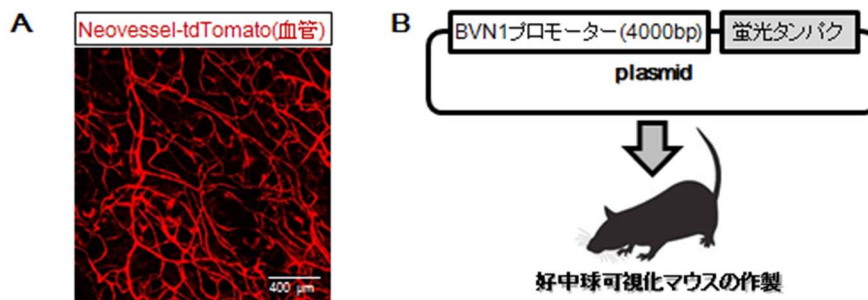 A
Neovessel-tdTomato(血管)
400 μm
B
BVN1プロモーター(4000bp)
蛍光タンパク
plasmid
好中球可視化マウスの作製